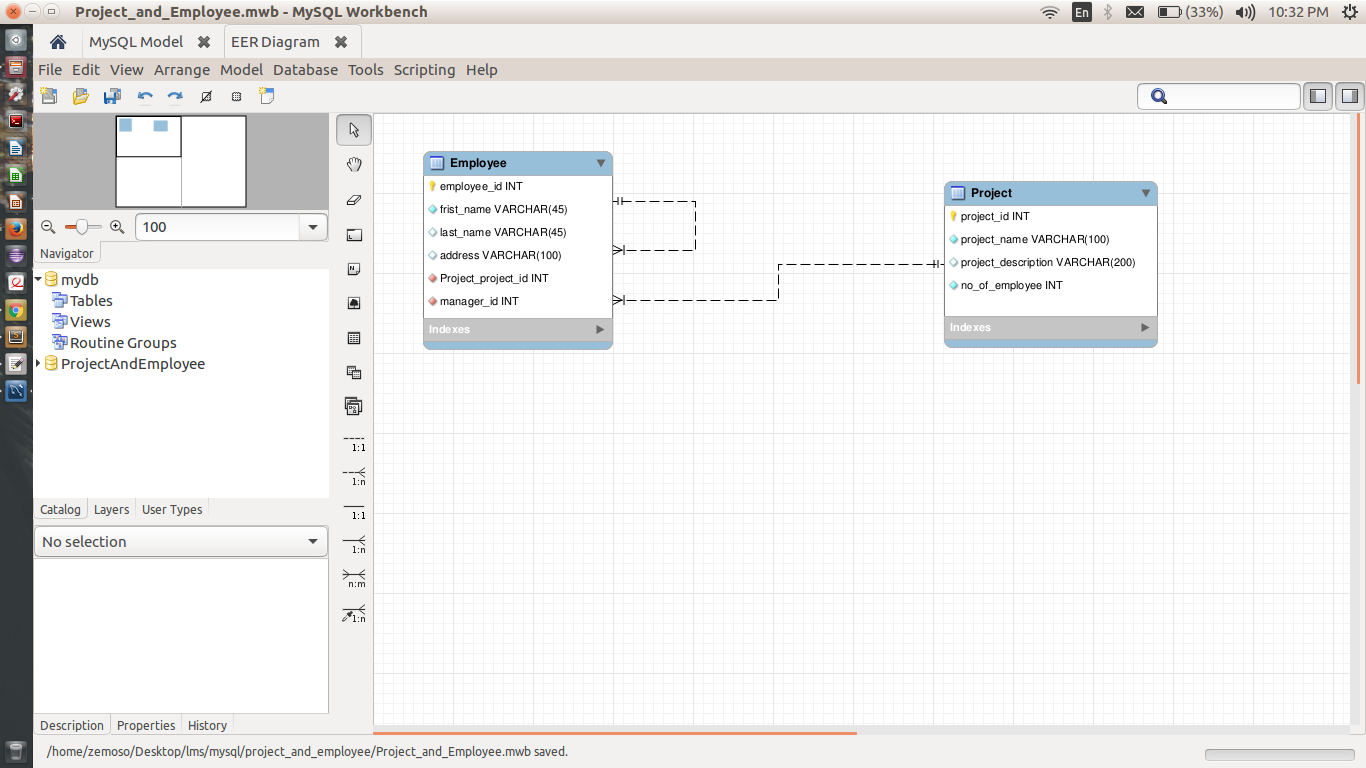 Project_and_Employee.mwb - MySQL Workbench
En (33%) 10:32 PM
MySQL Model EER Diagram
File Edit View Arrange Model Database Tools Scripting Help
100
Navigator
mydb
Tables
Views
Routine Groups
ProjectAndEmployee
Catalog Layers User Types
No selection
Description Properties History
1:1
1:n
1:1
1:n
n:m
1:n
Employee
employee_id INT
frist_name VARCHAR(45)
last_name VARCHAR(45)
address VARCHAR(100)
Project_project_id INT
manager_id INT
Indexes
Project
project_id INT
project_name VARCHAR(100)
project_description VARCHAR(200)
no_of_employee INT
Indexes
/home/zemoso/Desktop/lms/mysql/project_and_employee/Project_and_Employee.mwb saved.